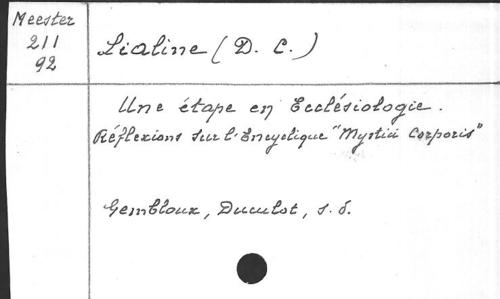 Meester
211
92
Lialine (D. C.)
Une étape en Ecclésiologie.
Réflexions sur l'Encyclique "Mystici Corporis"
Gembloux, Duculot, s.d.